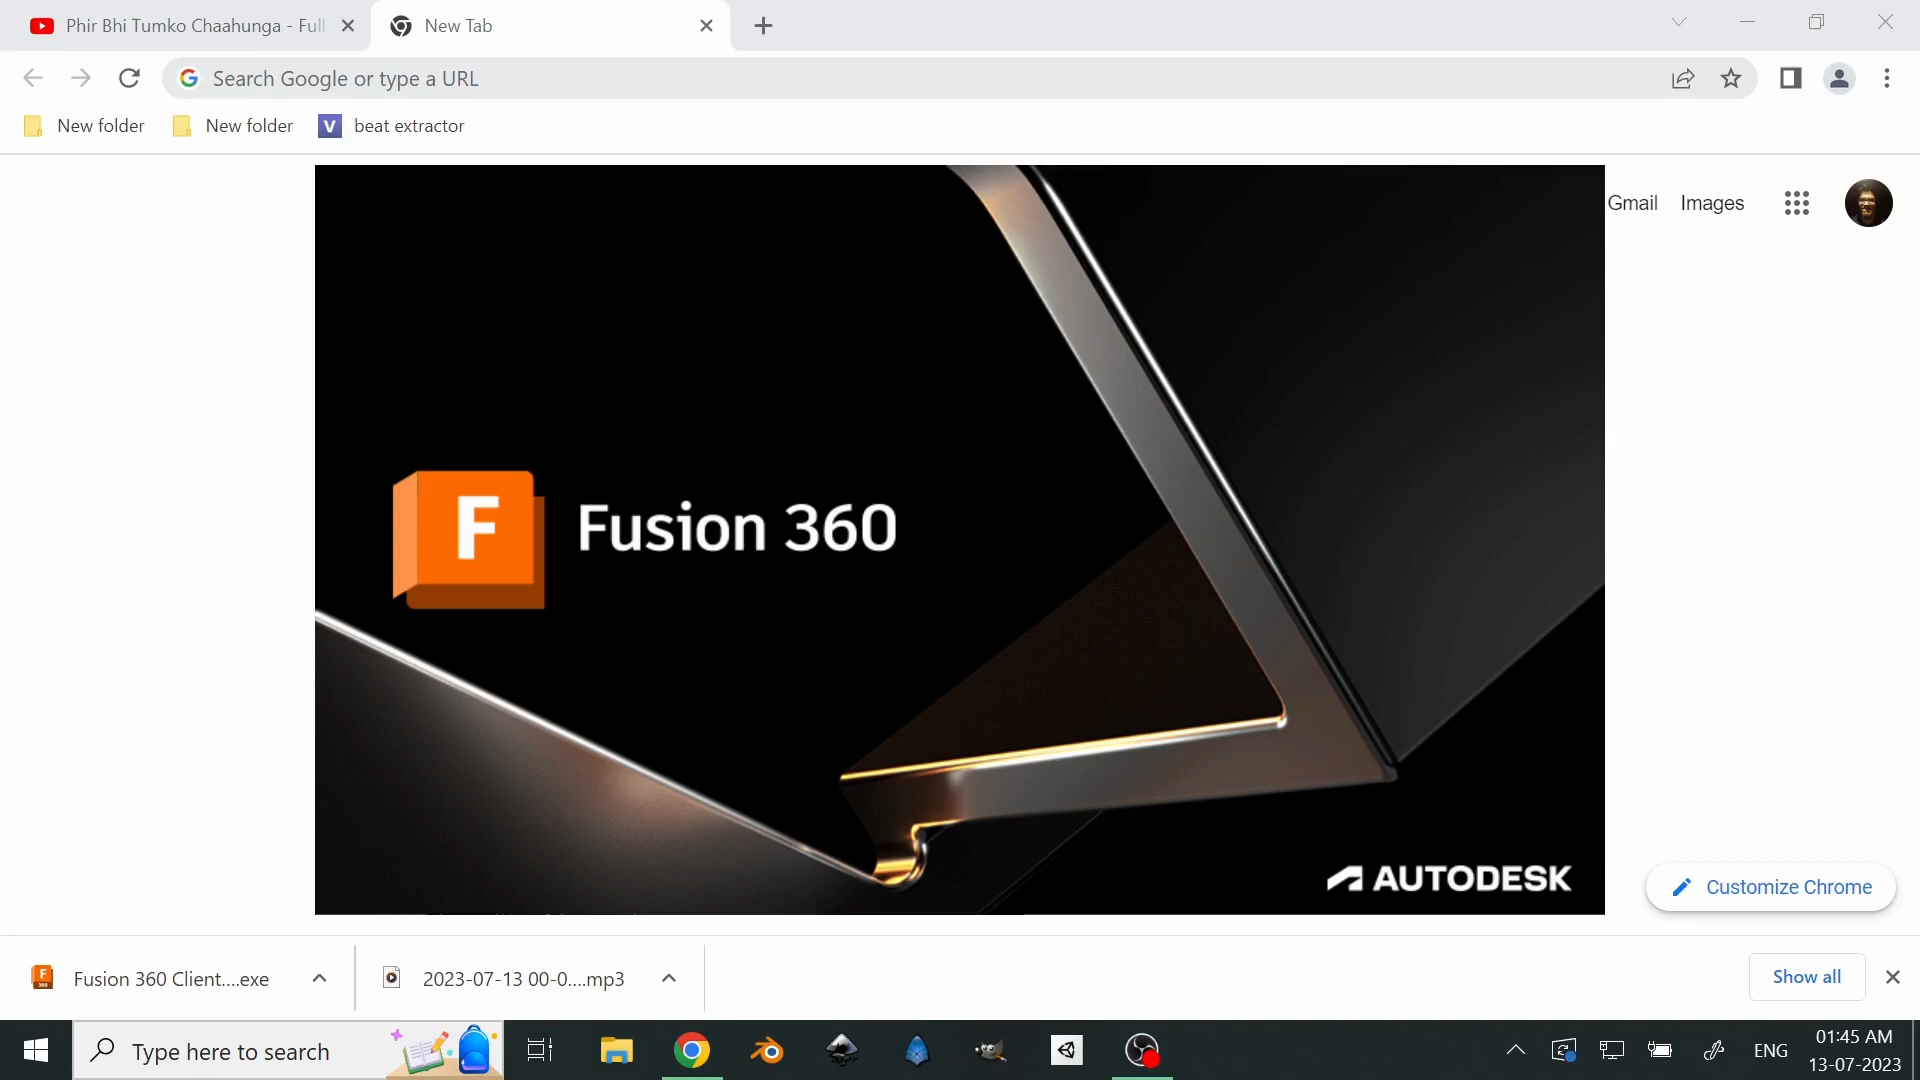 Phir Bhi Tumko Chaahunga - Full
New Tab
Search Google or type a URL
New folder
New folder
V
beat extractor
Gmail
Images
F
Fusion 360
AUTODESK
Customize Chrome
Fusion 360 Client....exe
2023-07-13 00-0....mp3
Show all
Type here to search
ENG
01:45 AM
13-07-2023